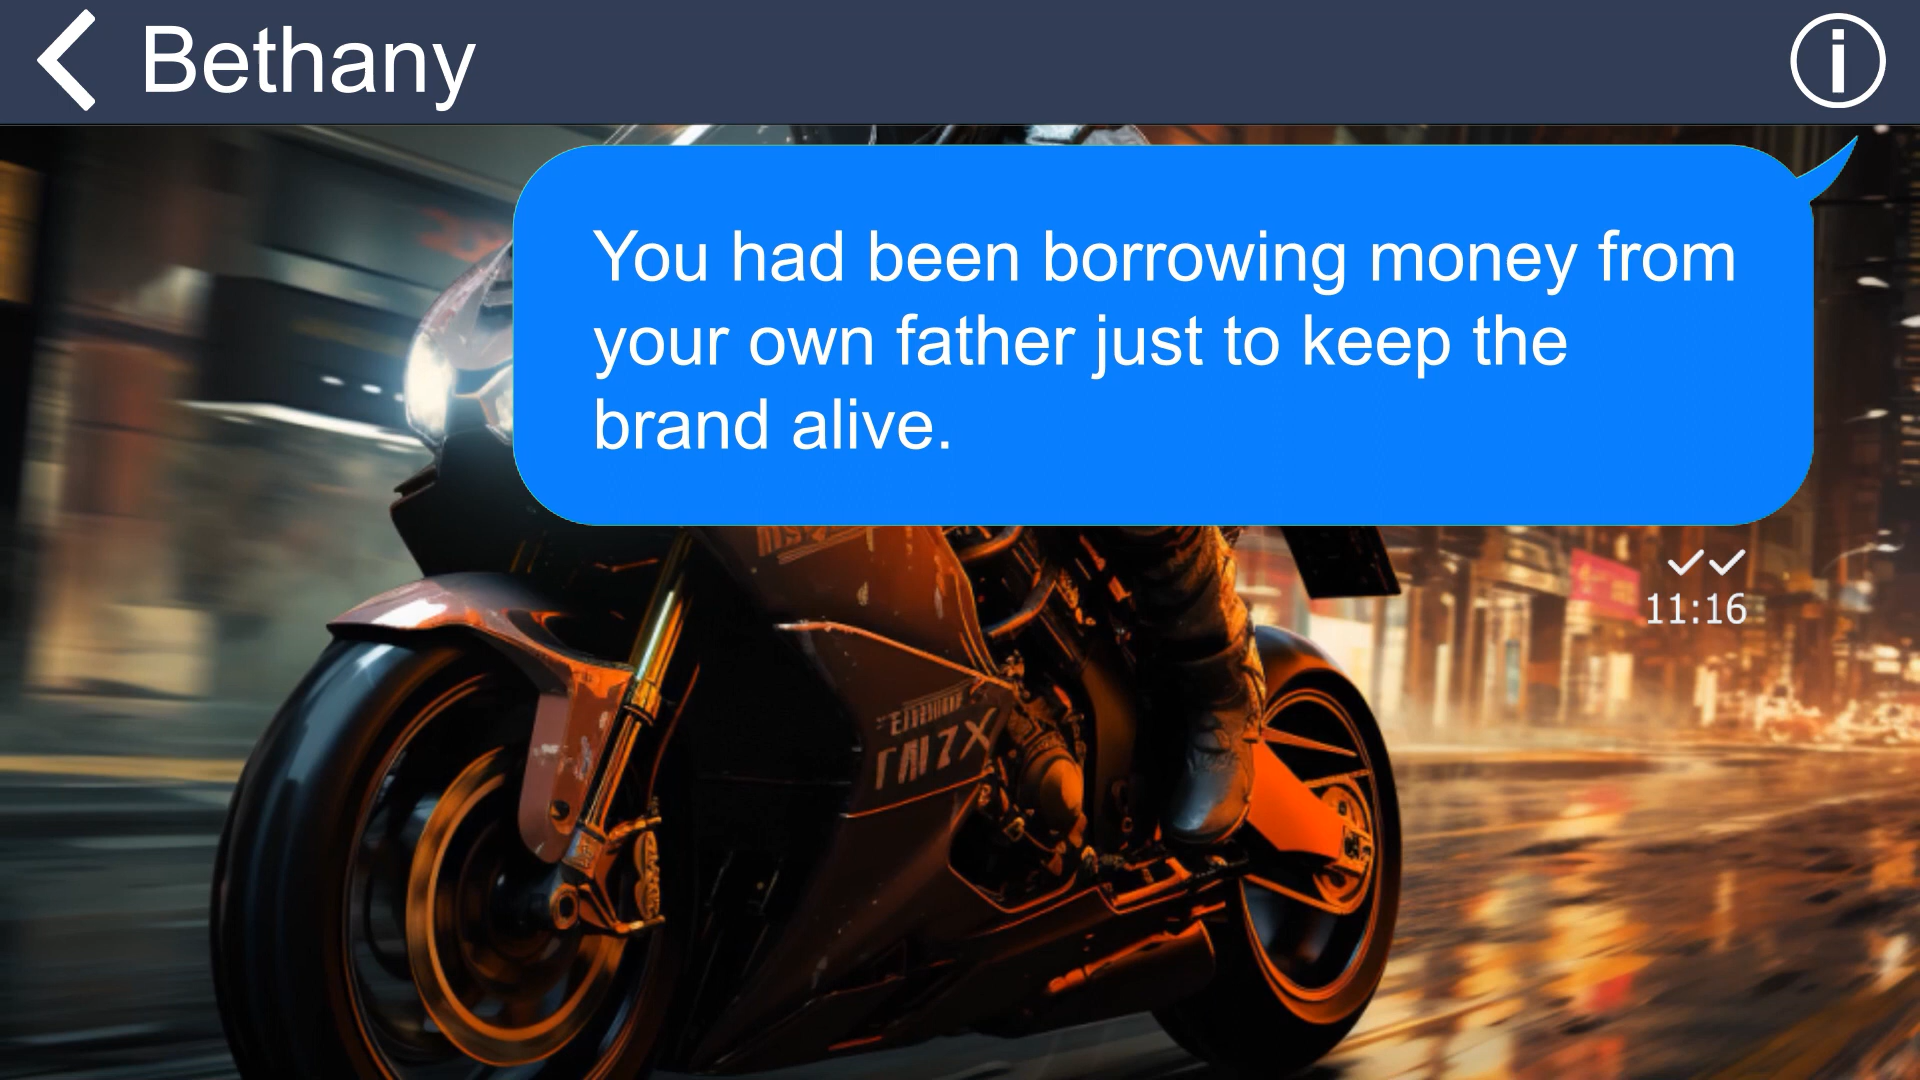 Bethany
You had been borrowing money from
your own father just to keep the
brand alive.
11:16